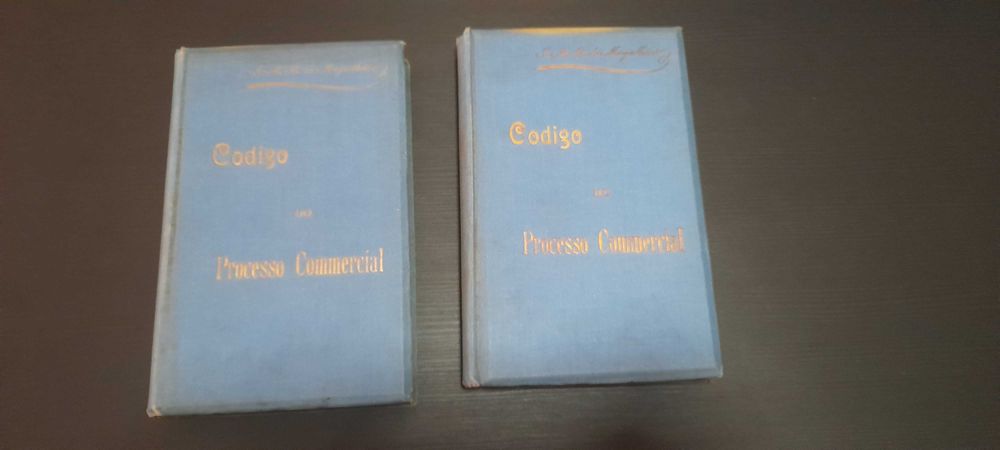 Codigo
DO
Processo Commercial
Codigo
DO
Processo Commercial